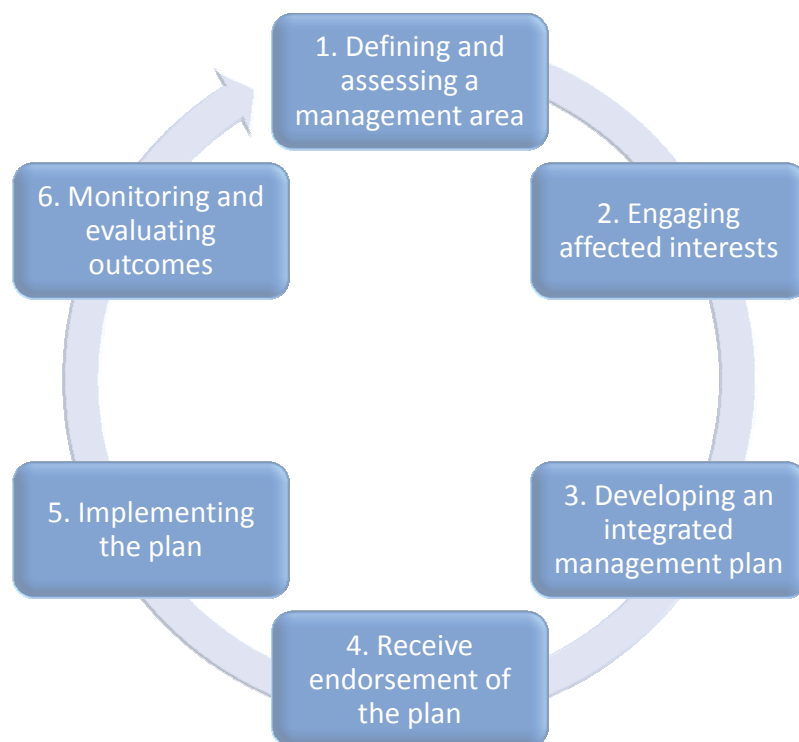 1. Defining and
assessing a
management area
2. Engaging
affected interests
3. Developing an
integrated
management plan
4. Receive
endorsement of
the plan
5. Implementing
the plan
6. Monitoring and
evaluating
outcomes